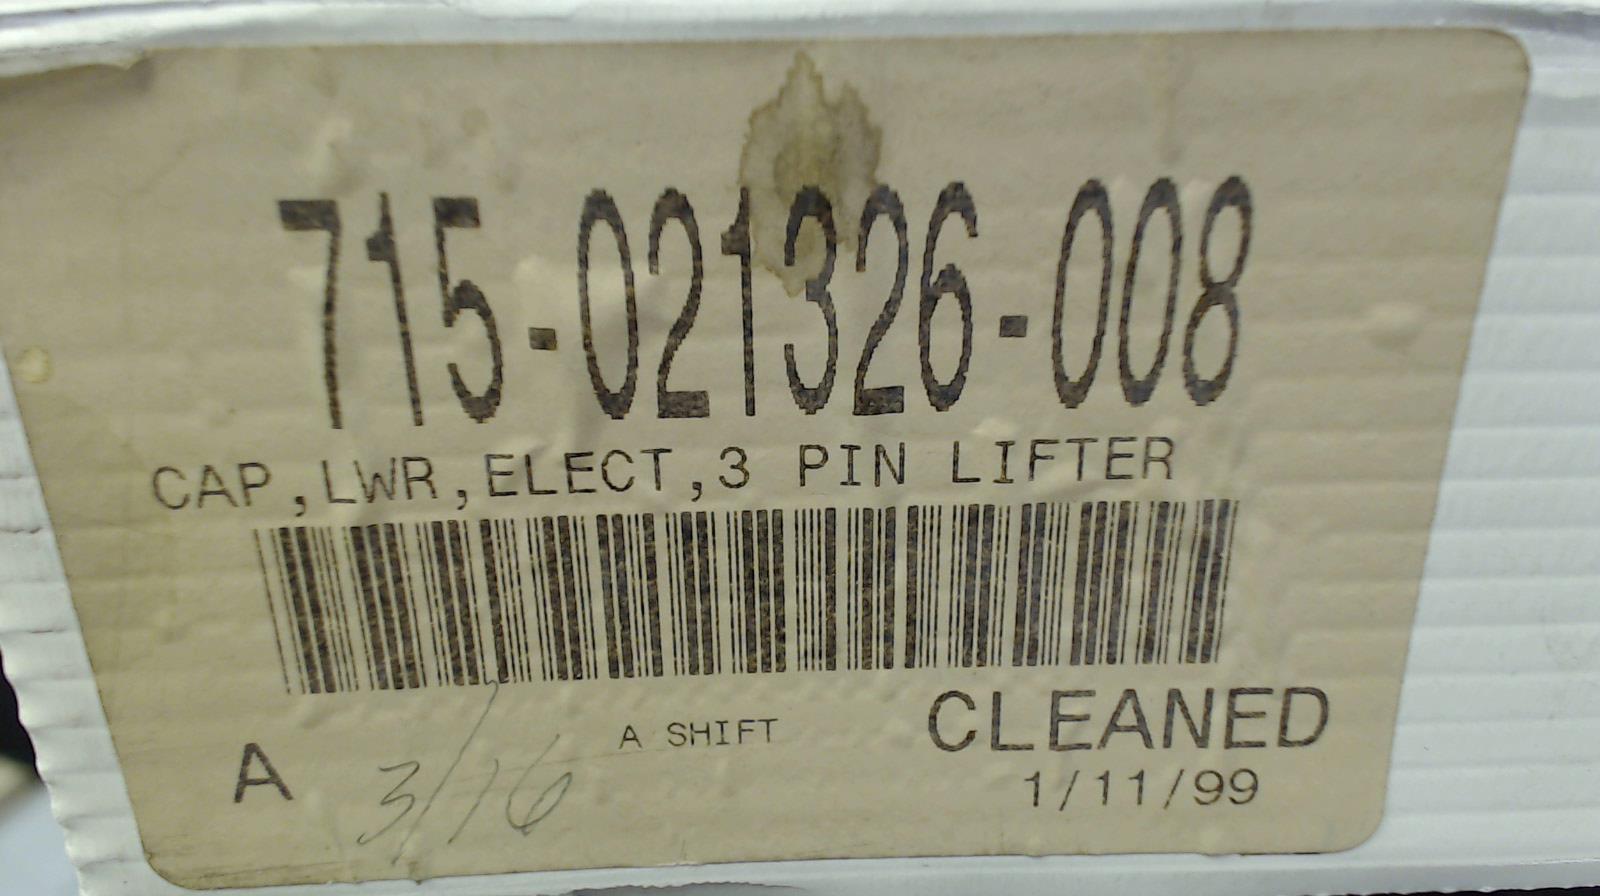 715-021326-008
CAP,LWR,ELECT,3 PIN LIFTER
A SHIFT
CLEANED
A
3/16
1/11/99